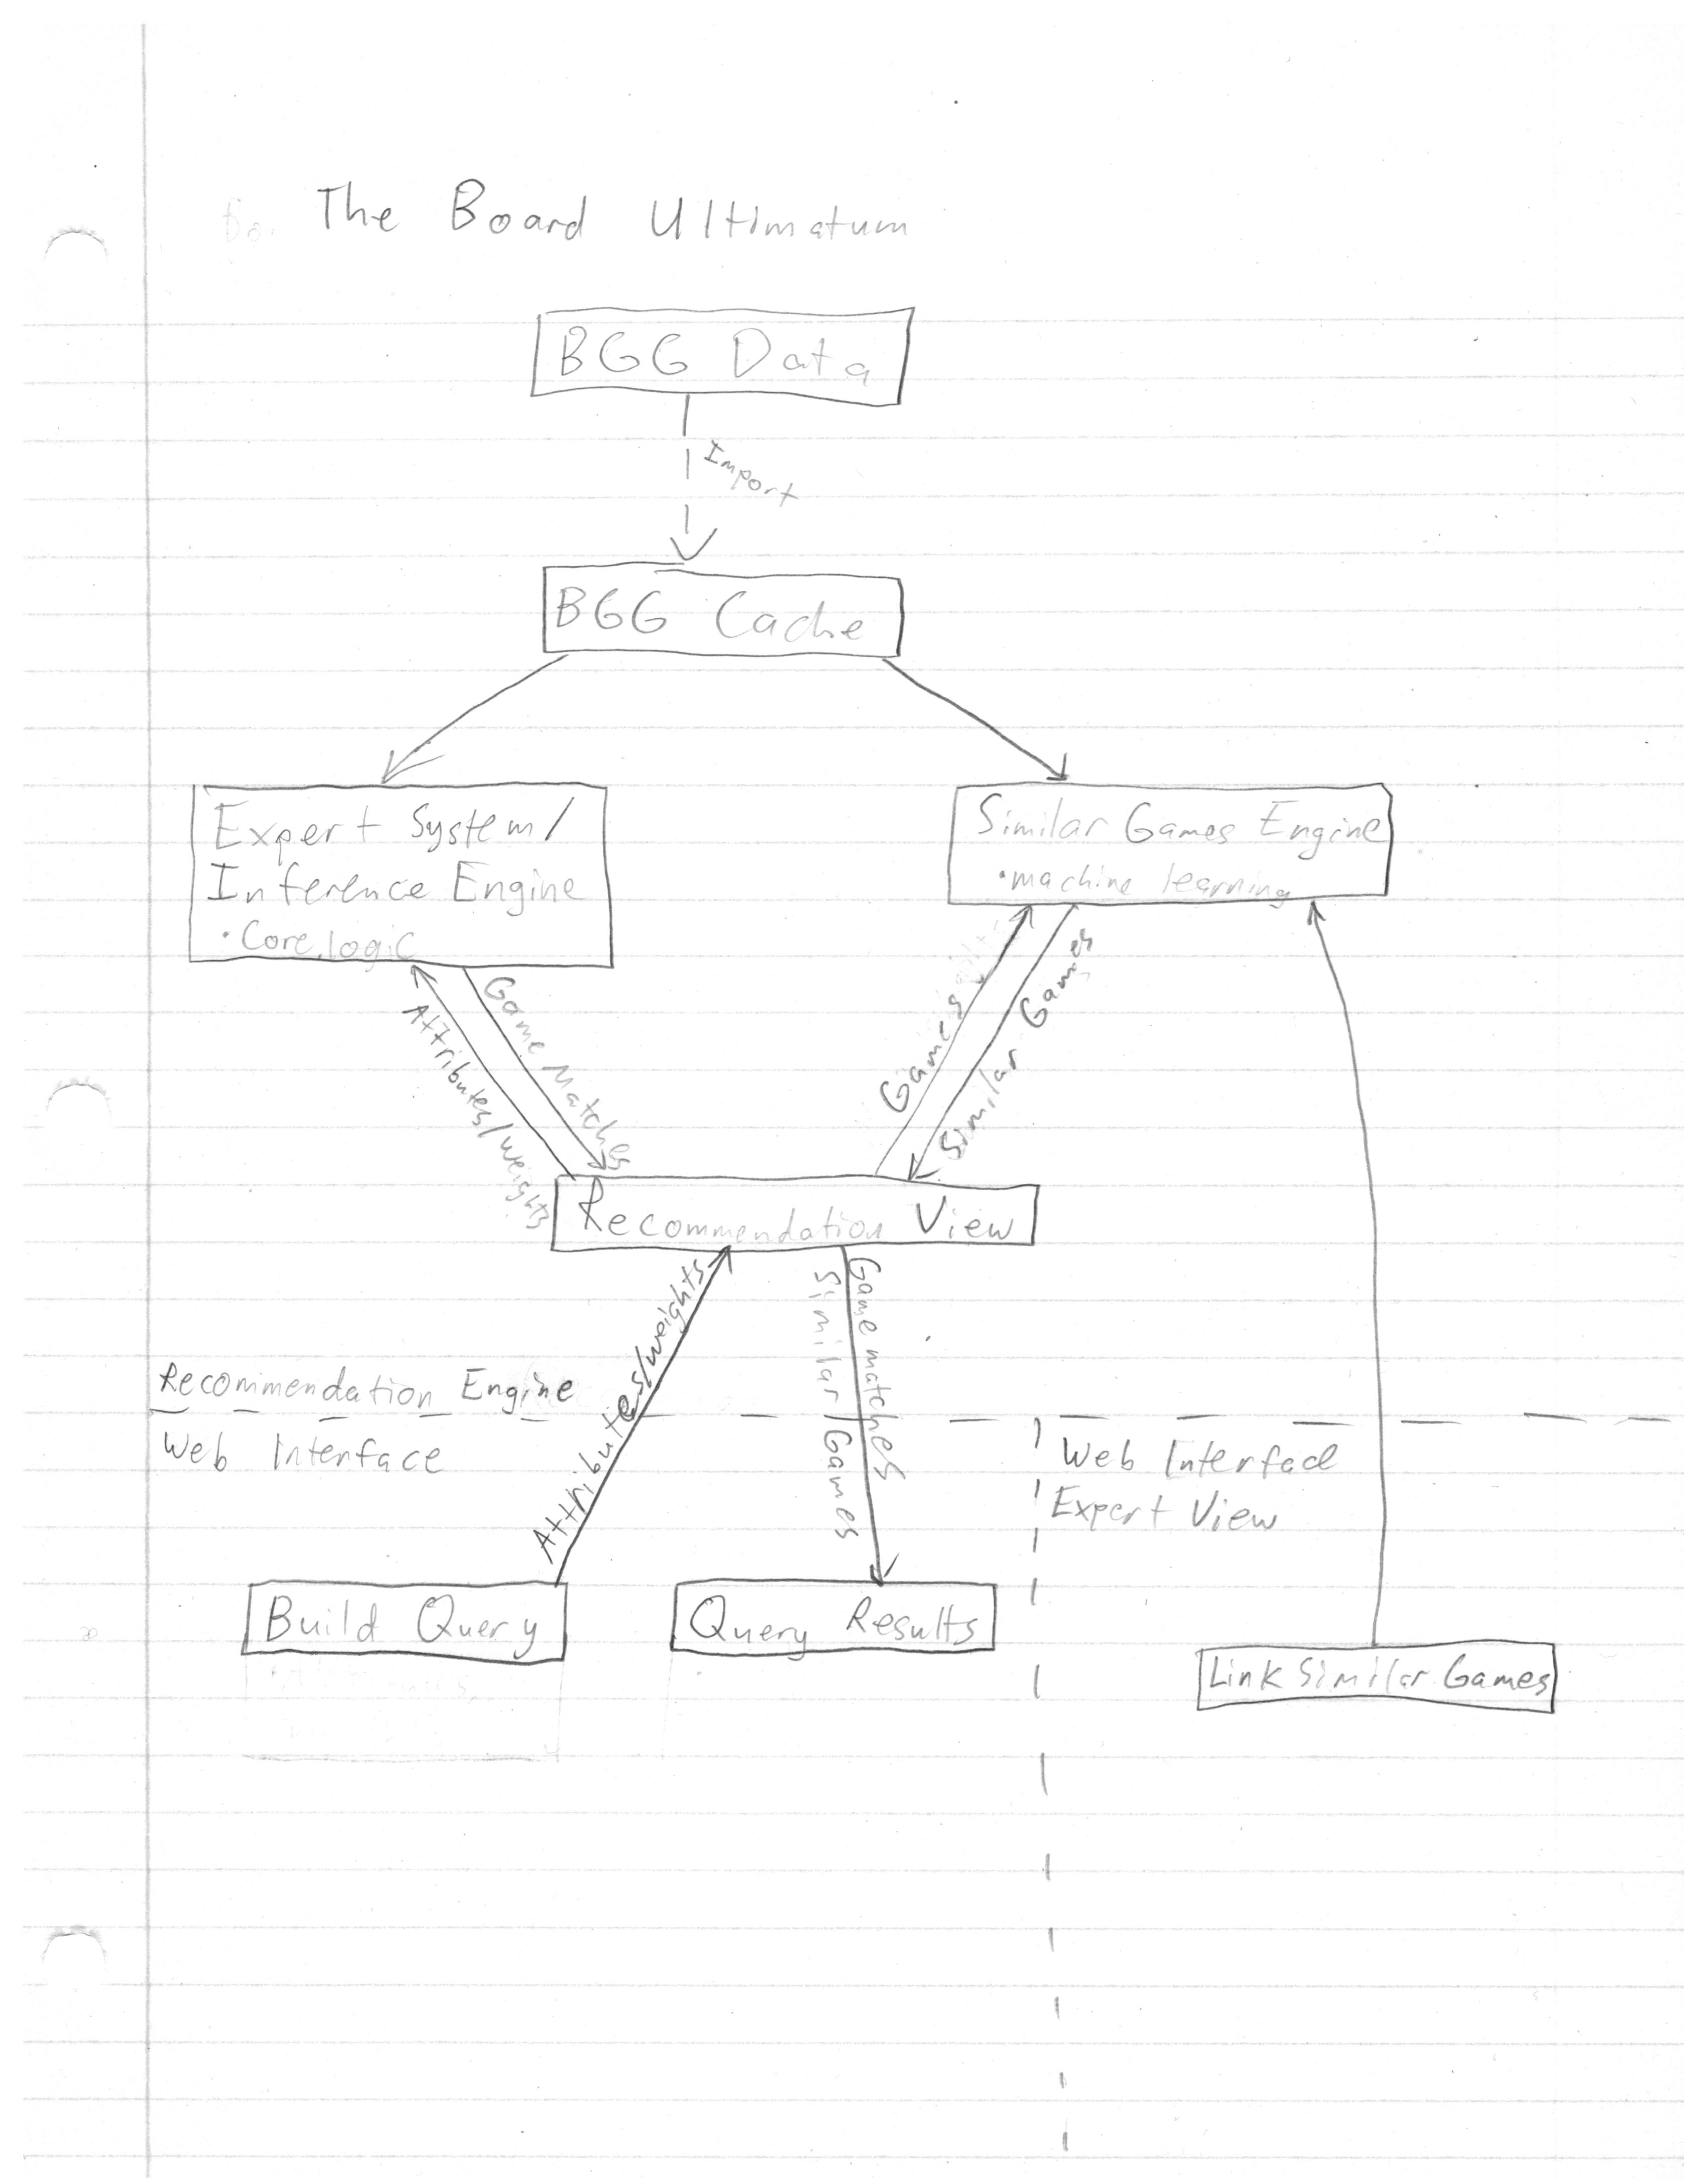 The Board Ultimatum
BGG Data
Import
BGG Cache
Expert System/
Inference Engine
• Core.logic
Similar Games Engine
• machine learning
Attributes/weights
Game Matches
Games
Similar Games
Recommendation View
Attributes/weights
Similar Games
Game matches
Recommendation Engine
Web Interface
Web Interface
Expert View
Build Query
Query Results
Link Similar Games